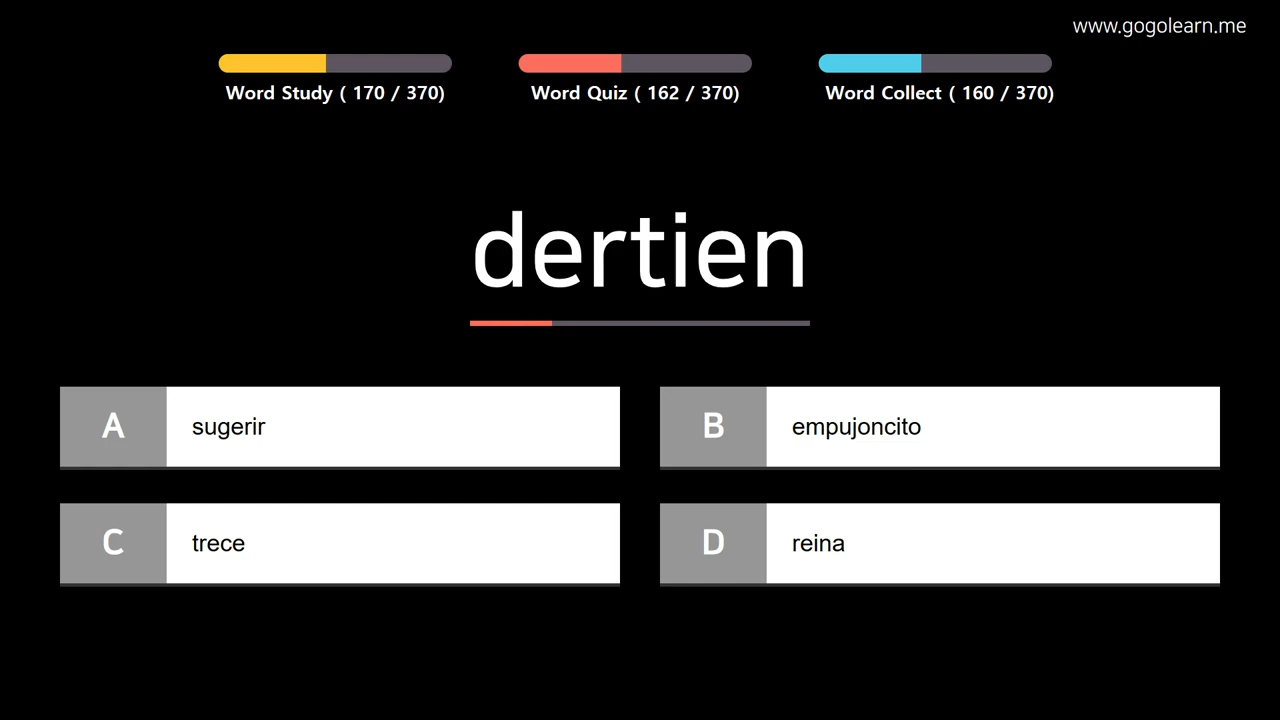 www.gogolearn.me
Word Study ( 170 / 370)
Word Quiz ( 162 / 370)
Word Collect ( 160 / 370)
dertien
A
sugerir
B
empujoncito
C
trece
D
reina